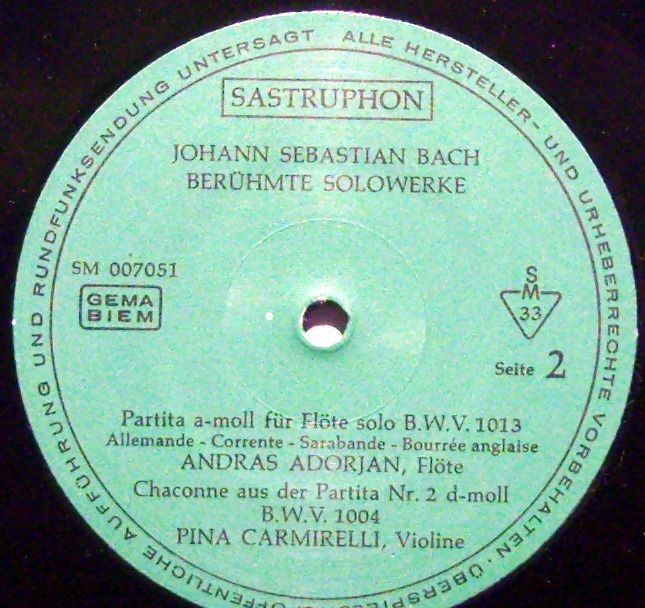 ALLE HERSTELLER- UND URHEBERRECHTE VORBEHALTEN · ÜBERSPIELUNG ÖFFENTLICHE AUFFÜHRUNG UND RUNDFUNKSENDUNG UNTERSAGT
SASTRUPHON
JOHANN SEBASTIAN BACH
BERÜHMTE SOLOWERKE
SM 007051
GEMA
BIEM
S
M
33
Seite 2
Partita a-moll für Flöte solo B.W.V. 1013
Allemande - Corrente - Sarabande - Bourrée anglaise
ANDRAS ADORJAN, Flöte
Chaconne aus der Partita Nr. 2 d-moll
B.W.V. 1004
PINA CARMIRELLI, Violine